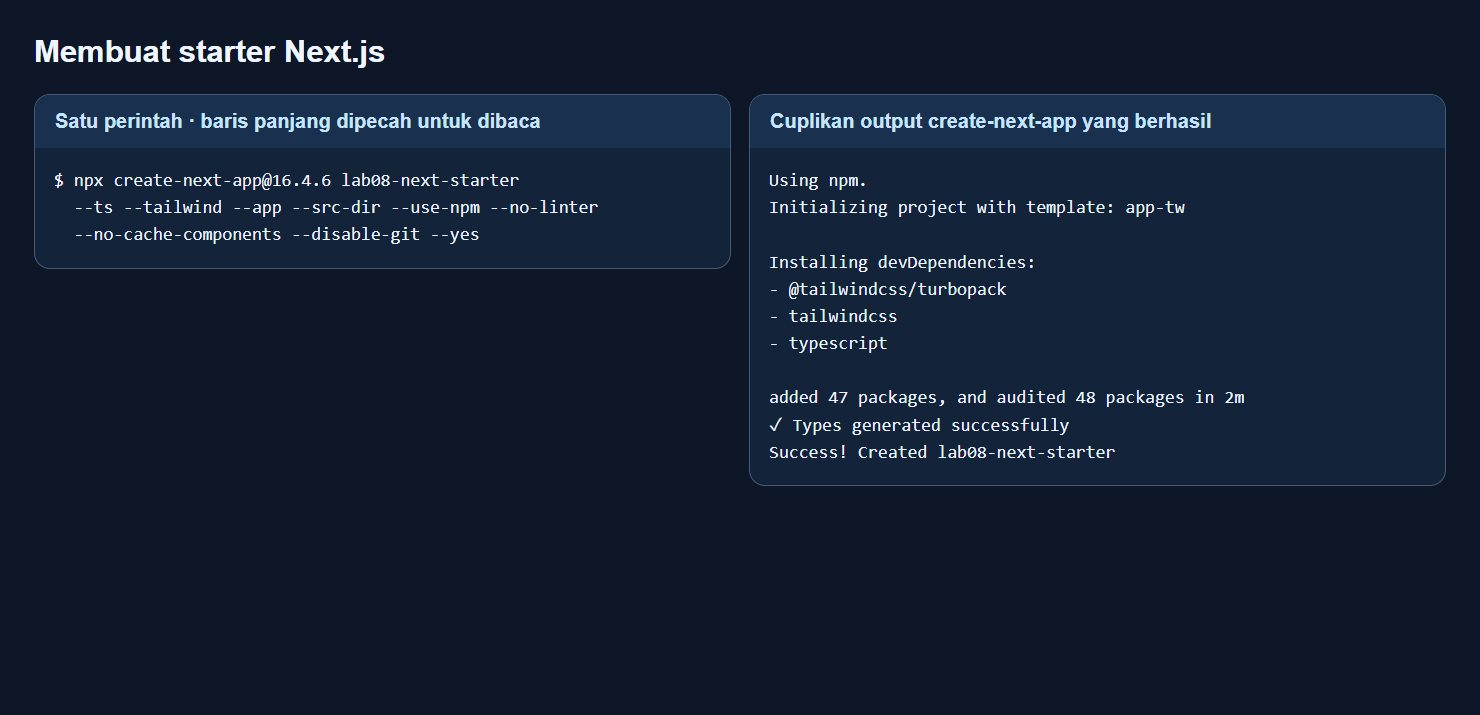 Membuat starter Next.js
Satu perintah · baris panjang dipecah untuk dibaca
$ npx create-next-app@16.4.6 lab08-next-starter
--ts --tailwind --app --src-dir --use-npm --no-linter
--no-cache-components --disable-git --yes
Cuplikan output create-next-app yang berhasil
Using npm.
Initializing project with template: app-tw
Installing devDependencies:
- @tailwindcss/turbopack
- tailwindcss
- typescript
added 47 packages, and audited 48 packages in 2m
✓ Types generated successfully
Success! Created lab08-next-starter